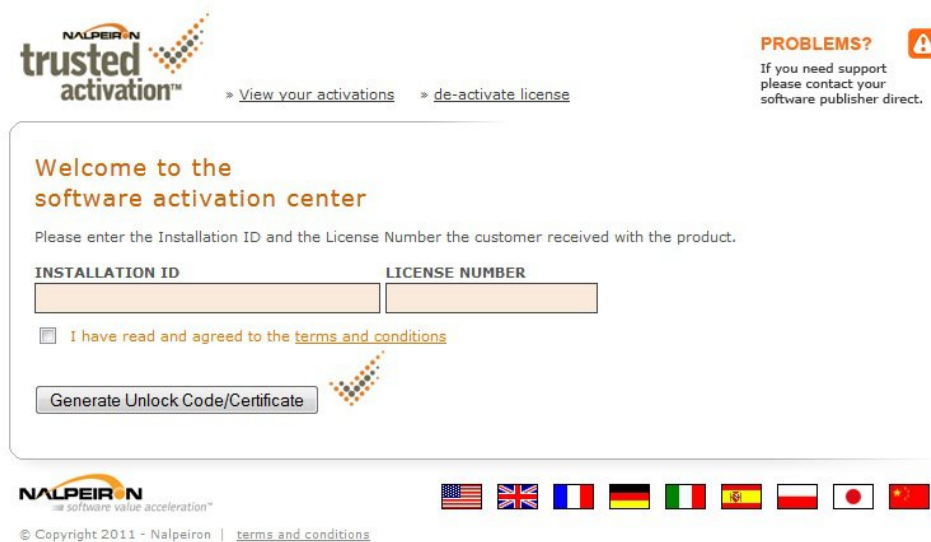 NALPEIRON
trusted
activation™
» View your activations » de-activate license
PROBLEMS?
If you need support
please contact your
software publisher direct.
Welcome to the
software activation center
Please enter the Installation ID and the License Number the customer received with the product.
INSTALLATION ID LICENSE NUMBER
I have read and agreed to the terms and conditions
Generate Unlock Code/Certificate
NALPEIRON
software value acceleration™
© Copyright 2011 - Nalpeiron | terms and conditions